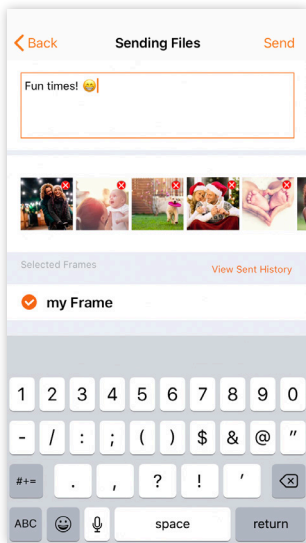 Back Sending Files Send
Fun times! 😁
Selected Frames
View Sent History
my Frame
1 2 3 4 5 6 7 8 9 0
- / : ; ( ) $ & @ "
#+= . , ? ! '
ABC space return